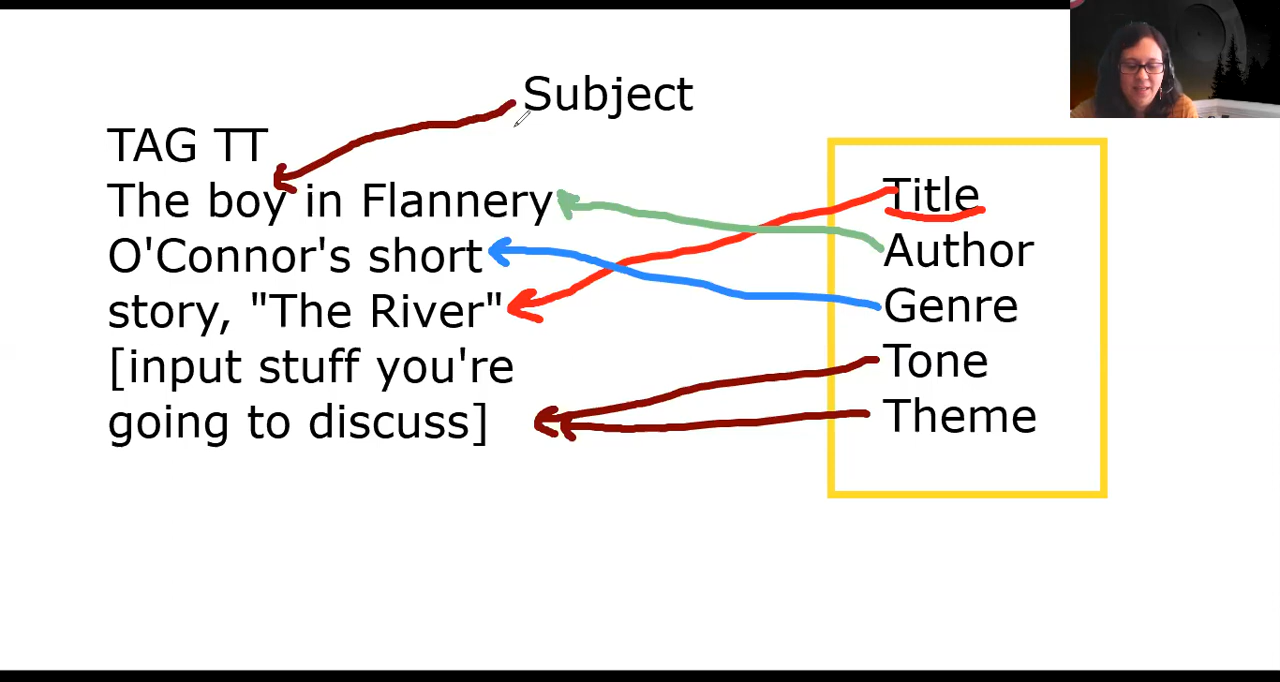 Subject
TAG TT
The boy in Flannery
O'Connor's short
story, "The River"
[input stuff you're
going to discuss]
Title
Author
Genre
Tone
Theme